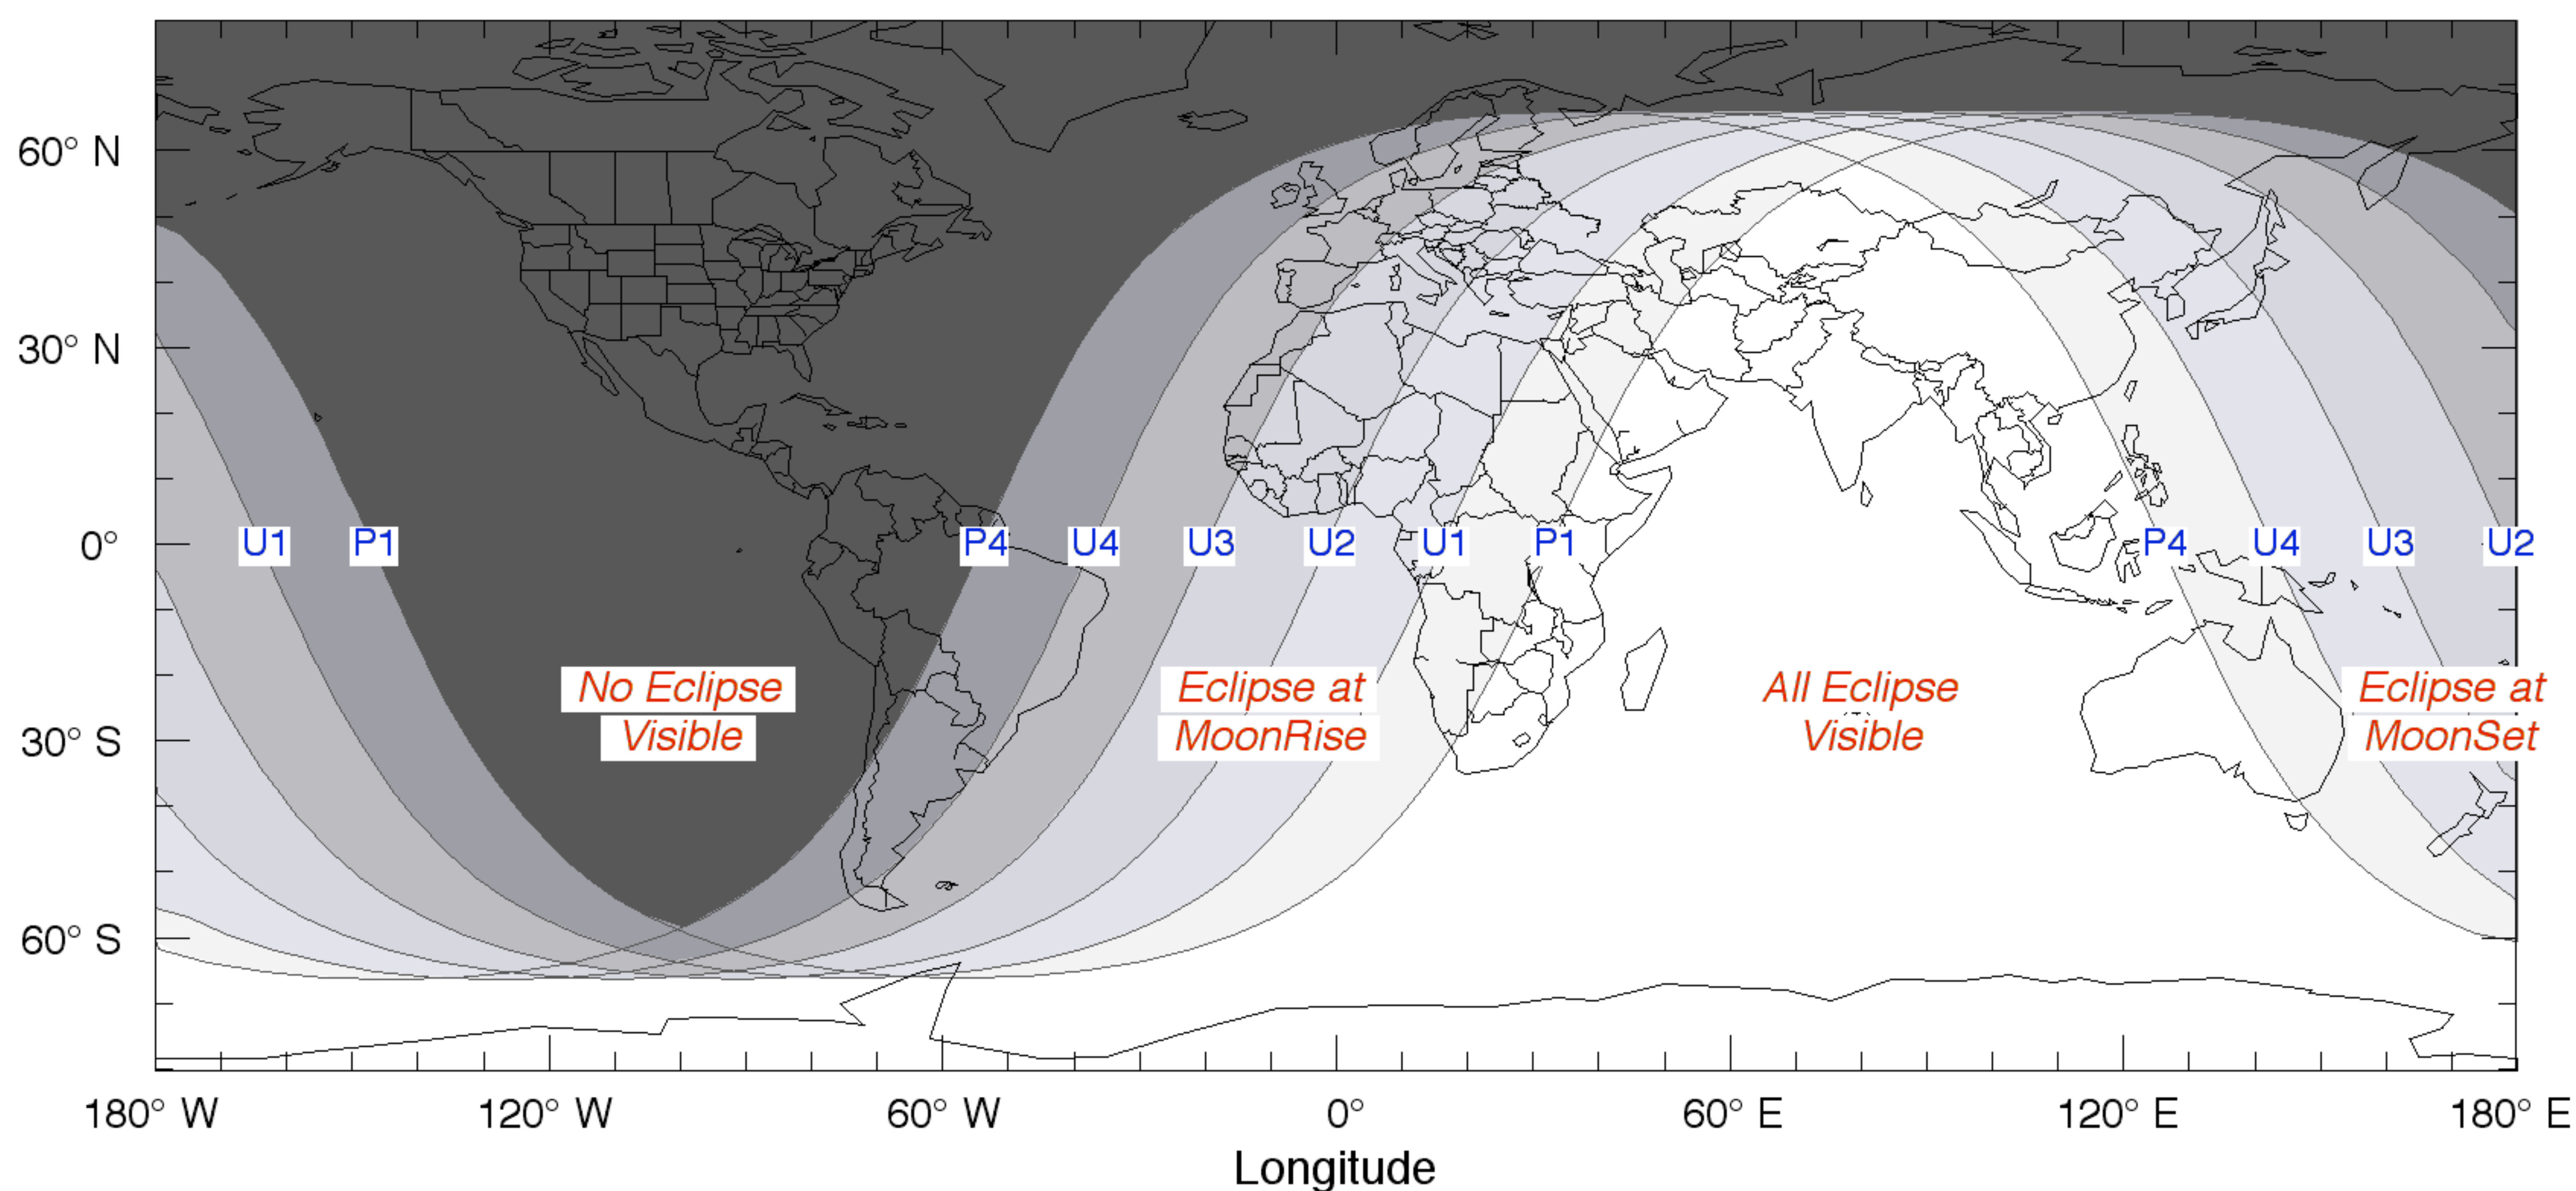 60° N
30° N
0°
30° S
60° S
U1
P1
P4
U4
U3
U2
U1
P1
P4
U4
U3
U2
No Eclipse
Visible
Eclipse at
MoonRise
All Eclipse
Visible
Eclipse at
MoonSet
180° W
120° W
60° W
0°
60° E
120° E
180° E
Longitude